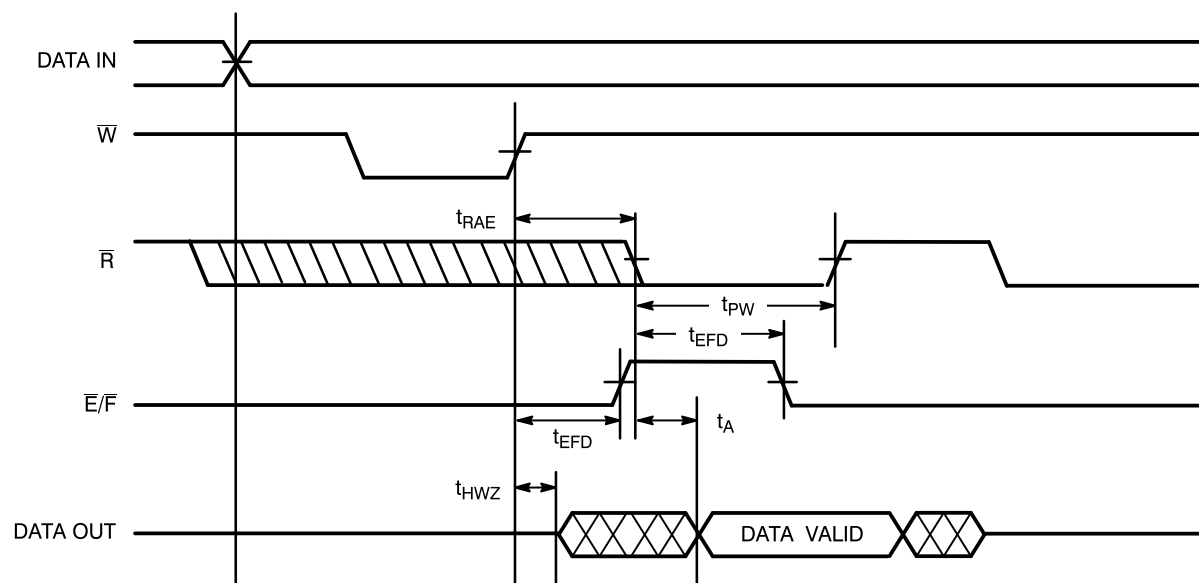 DATA IN
W̅
tRAE
R̅
tPW
tEFD
E̅/F̅
tEFD
tA
tHWZ
DATA OUT
DATA VALID